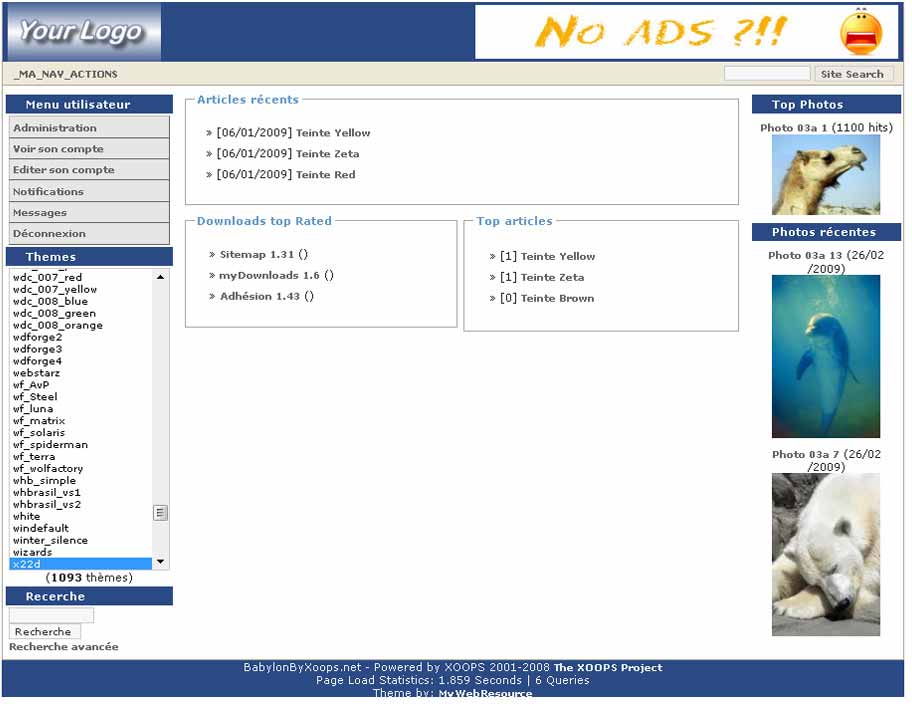 Your Logo
No ADS ?!!
_MA_NAV_ACTIONS
Site Search
Menu utilisateur
Administration
Voir son compte
Editer son compte
Notifications
Messages
Déconnexion
Themes
wdc_007_red
wdc_007_yellow
wdc_008_blue
wdc_008_green
wdc_008_orange
wdforge2
wdforge3
wdforge4
webstarz
wf_AvP
wf_Steel
wf_luna
wf_matrix
wf_solaris
wf_spiderman
wf_terra
wf_wolfactory
whb_simple
whbrasil_vs1
whbrasil_vs2
white
windefault
winter_silence
wizards
x22d
(1093 thèmes)
Recerche
Recherche
Recherche avancée
Articles récents
» [06/01/2009] Teinte Yellow
» [06/01/2009] Teinte Zeta
» [06/01/2009] Teinte Red
Downloads top Rated
» Sitemap 1.31 ()
» myDownloads 1.6 ()
» Adhésion 1.43 ()
Top articles
» [1] Teinte Yellow
» [1] Teinte Zeta
» [0] Teinte Brown
Top Photos
Photo 03a 1 (1100 hits)
Photos récentes
Photo 03a 13 (26/02
/2009)
Photo 03a 7 (26/02
/2009)
BabylonByXoops.net - Powered by XOOPS 2001-2008 The XOOPS Project
Page Load Statistics: 1.859 Seconds | 6 Queries
Theme by: MyWebResource